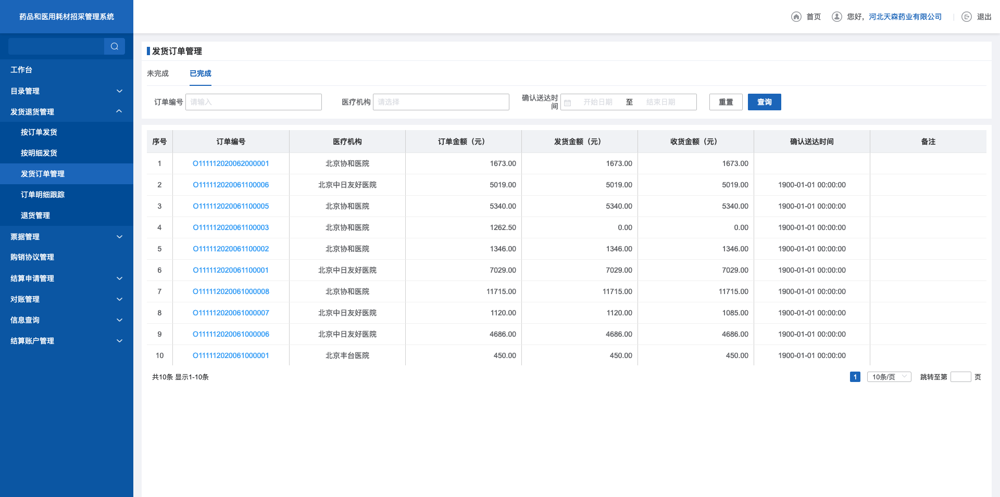 药品和医用耗材招采管理系统
首页 您好，河北天森药业有限公司 退出
工作台
目录管理
发货退货管理
按订单发货
按明细发货
发货订单管理
订单明细跟踪
退货管理
票据管理
购销协议管理
结算申请管理
对账管理
信息查询
结算账户管理
发货订单管理
未完成 已完成
订单编号 请输入 医疗机构 请选择 确认送达时间 开始日期 至 结束日期 重置 查询
序号 订单编号 医疗机构 订单金额（元） 发货金额（元） 收货金额（元） 确认送达时间 备注
1 O111112020062000001 北京协和医院 1673.00 1673.00 1673.00
2 O111112020061100006 北京中日友好医院 5019.00 5019.00 5019.00 1900-01-01 00:00:00
3 O111112020061100005 北京协和医院 5340.00 5340.00 5340.00 1900-01-01 00:00:00
4 O111112020061100003 北京协和医院 1262.50 0.00 0.00 1900-01-01 00:00:00
5 O111112020061100002 北京协和医院 1346.00 1346.00 1346.00 1900-01-01 00:00:00
6 O111112020061100001 北京中日友好医院 7029.00 7029.00 7029.00 1900-01-01 00:00:00
7 O111112020061000008 北京协和医院 11715.00 11715.00 11715.00 1900-01-01 00:00:00
8 O111112020061000007 北京中日友好医院 1120.00 1120.00 1085.00 1900-01-01 00:00:00
9 O111112020061000006 北京中日友好医院 4686.00 4686.00 4686.00 1900-01-01 00:00:00
10 O111112020061000001 北京丰台医院 450.00 450.00 450.00 1900-01-01 00:00:00
共10条 显示1-10条 1 10条/页 跳转至第 页